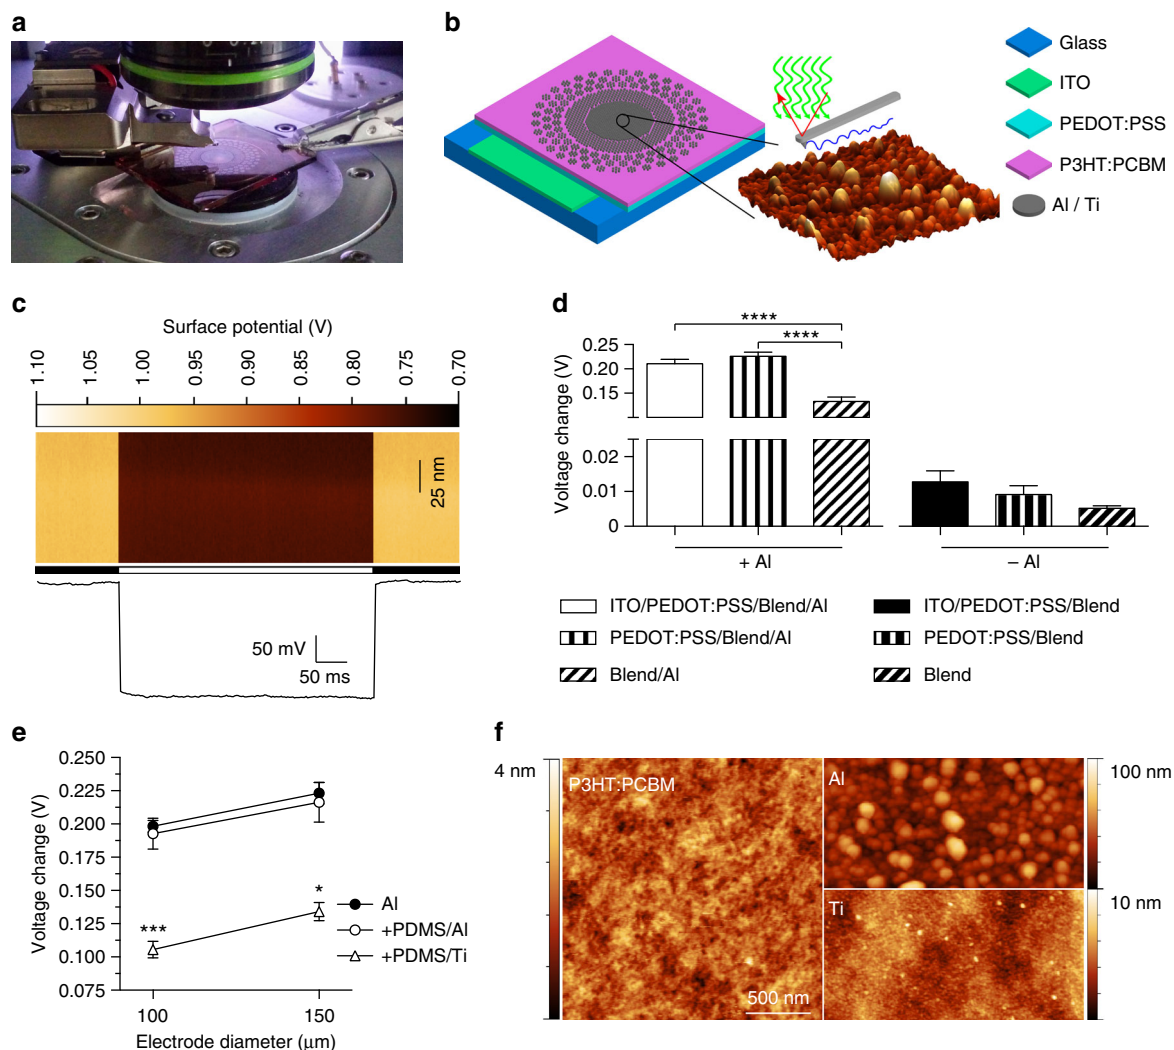 a
b
Glass
ITO
PEDOT:PSS
P3HT:PCBM
Al / Ti
c
Surface potential (V)
1.10 1.05 1.00 0.95 0.90 0.85 0.80 0.75 0.70
25 nm
50 mV
50 ms
d
****
****
Voltage change (V)
0.25
0.20
0.15
0.02
0.01
0
+ Al
– Al
ITO/PEDOT:PSS/Blend/Al
ITO/PEDOT:PSS/Blend
PEDOT:PSS/Blend/Al
PEDOT:PSS/Blend
Blend/Al
Blend
e
Voltage change (V)
0.250
0.225
0.200
0.175
0.150
0.125
0.100
0.075
***
*
Al
+PDMS/Al
+PDMS/Ti
100 150
Electrode diameter (μm)
f
4 nm
P3HT:PCBM
500 nm
Al
100 nm
Ti
10 nm